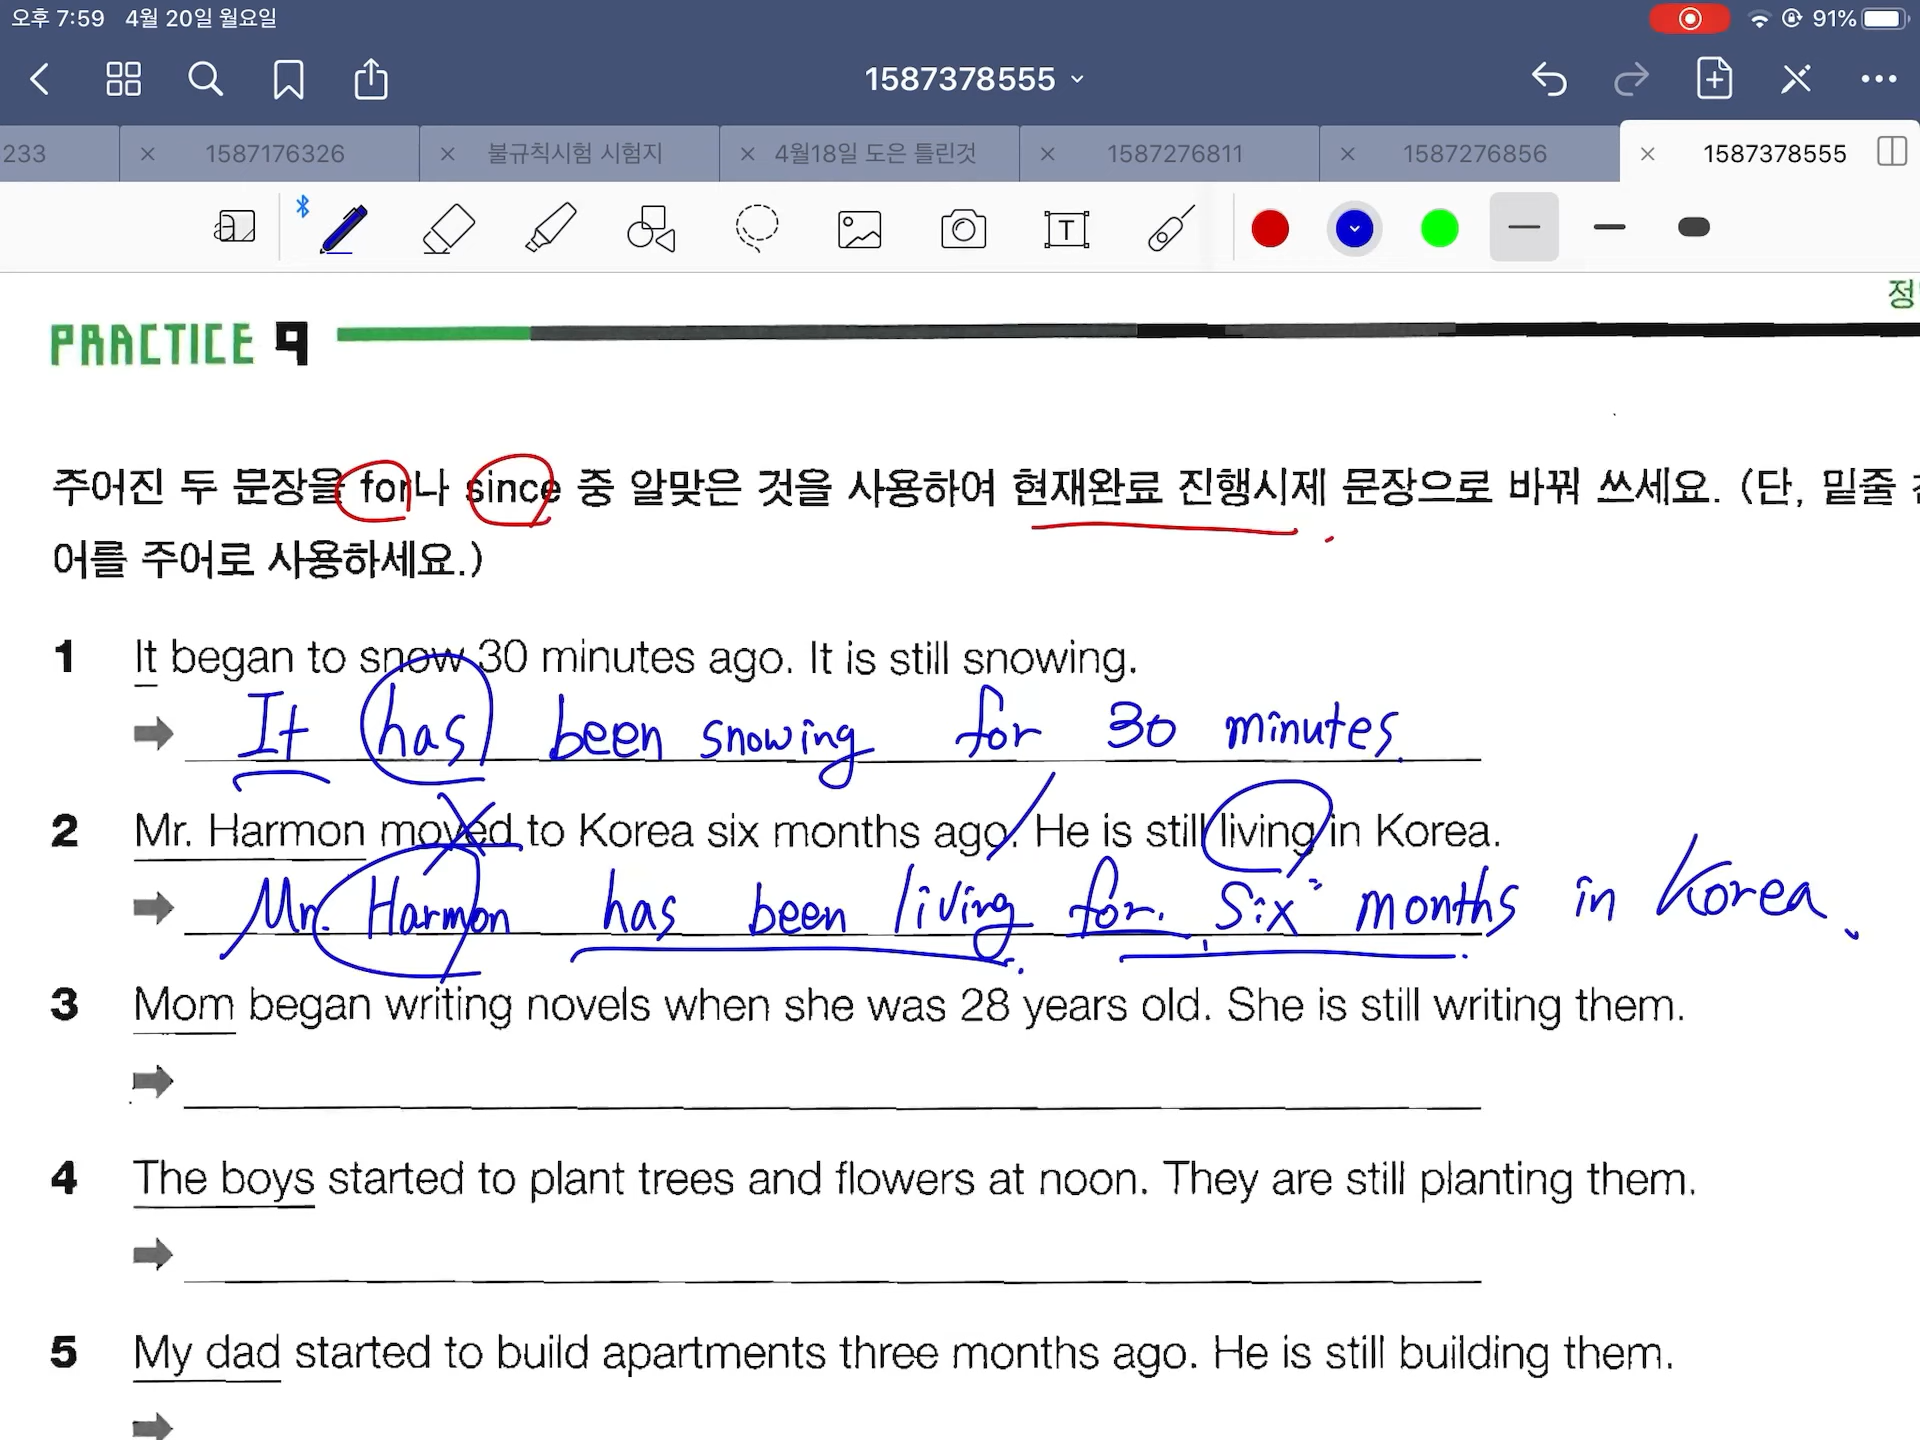 오후 7:59 4월 20일 월요일 91%
1587378555
233 1587176326 불규칙시험 시험지 4월18일 도은 틀린것 1587276811 1587276856 1587378555
정
PRACTICE 9
주어진 두 문장을 for나 since 중 알맞은 것을 사용하여 현재완료 진행시제 문장으로 바꿔 쓰세요. (단, 밑줄
어를 주어로 사용하세요.)
1 It began to snow 30 minutes ago. It is still snowing.
It has been snowing for 30 minutes.
2 Mr. Harmon moved to Korea six months ago. He is still living in Korea.
Mr. Harmon has been living for six months in Korea.
3 Mom began writing novels when she was 28 years old. She is still writing them.
4 The boys started to plant trees and flowers at noon. They are still planting them.
5 My dad started to build apartments three months ago. He is still building them.